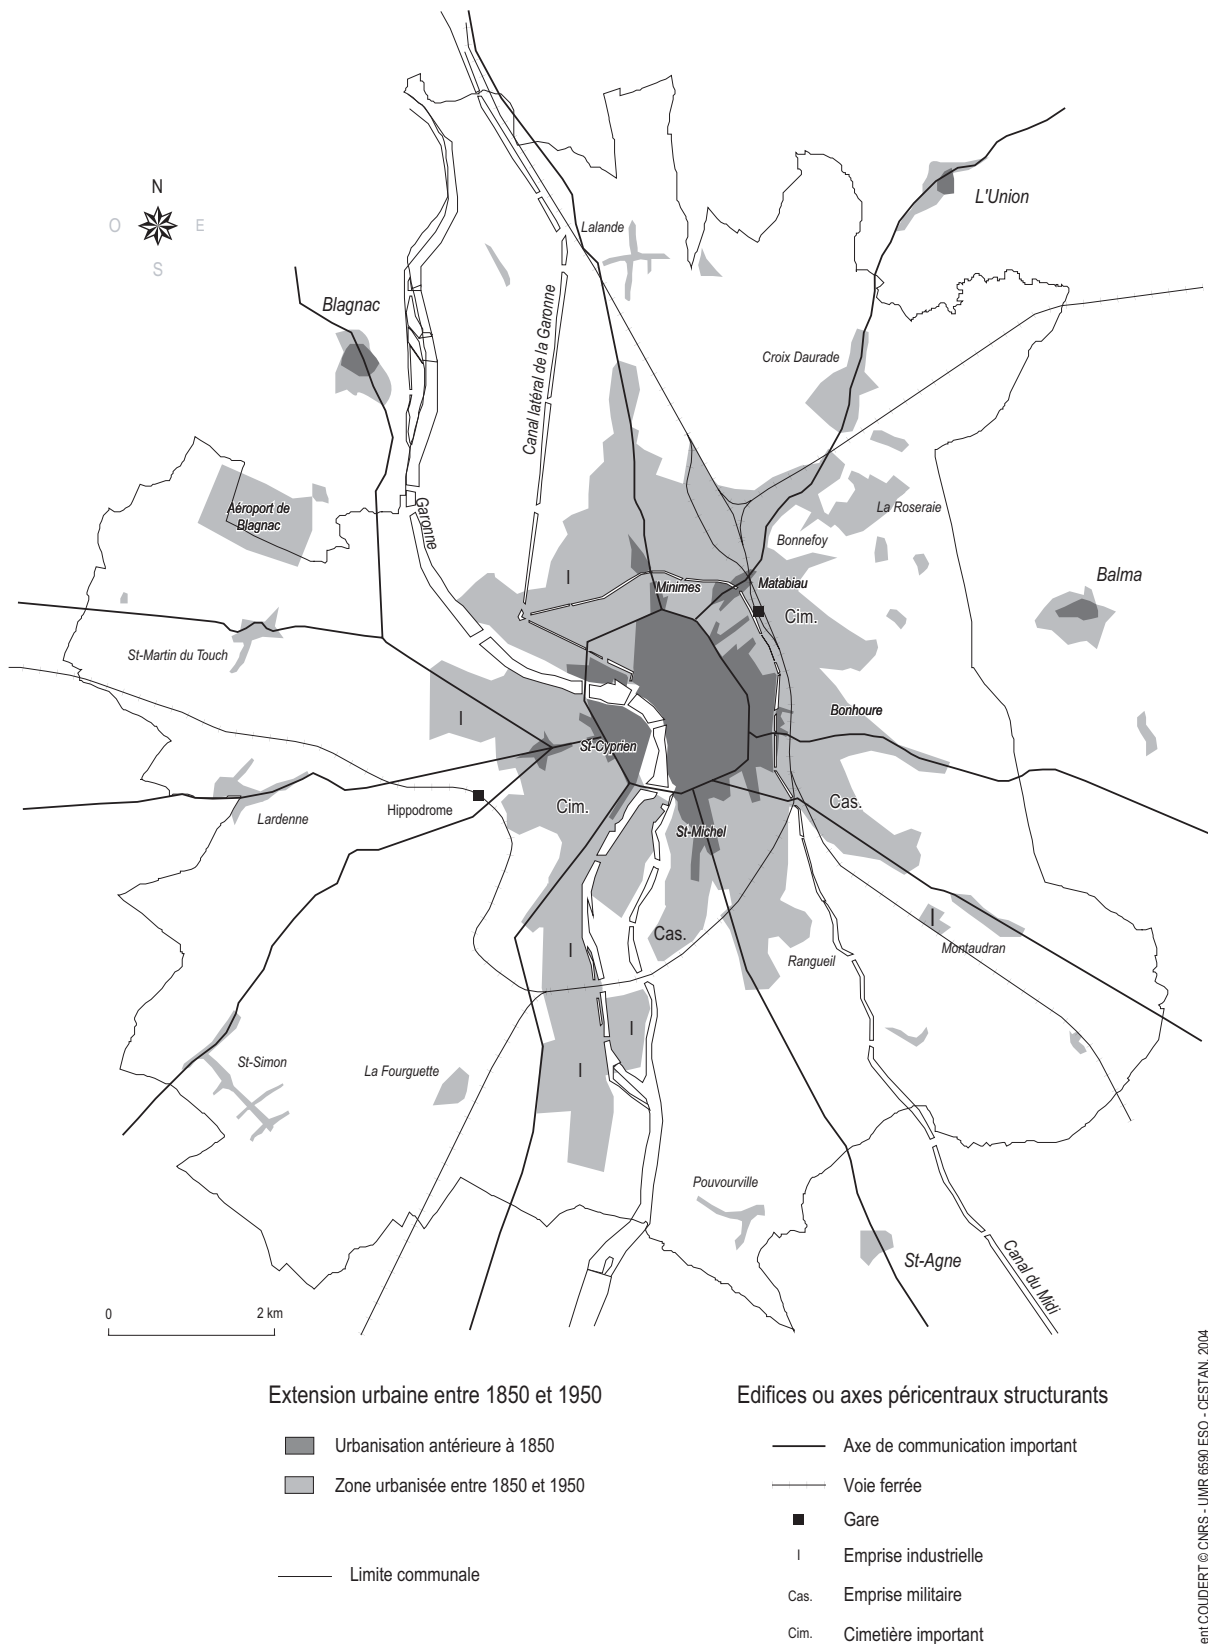 N
O
E
S
L'Union
Lalande
Blagnac
Canal latéral de la Garonne
Croix Daurade
Aéroport de
Blagnac
Garonne
La Roseraie
Bonnefoy
I
Minimes
Matabiau
Balma
Cim.
St-Martin du Touch
I
Bonhoure
St-Cyprien
Cim.
Cas.
Hippodrome
Lardenne
St-Michel
I
Cas.
I
Montaudran
Rangueil
I
St-Simon
La Fourguette
I
Pouvourville
St-Agne
Canal du Midi
0
2 km
Extension urbaine entre 1850 et 1950
Urbanisation antérieure à 1850
Zone urbanisée entre 1850 et 1950
Limite communale
Edifices ou axes péricentraux structurants
Axe de communication important
Voie ferrée
Gare
I
Emprise industrielle
Cas.
Emprise militaire
Cim.
Cimetière important
ent COUDERT © CNRS - UMR 6590 ESO - CESTAN, 2004